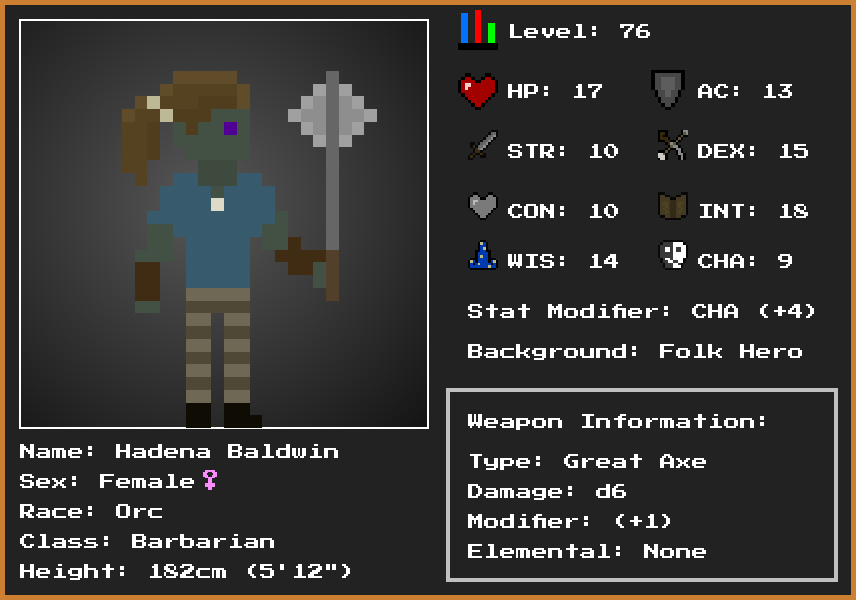 Level: 76
HP: 17
AC: 13
STR: 10
DEX: 15
CON: 10
INT: 18
WIS: 14
CHA: 9
Stat Modifier: CHA (+4)
Background: Folk Hero
Weapon Information:
Type: Great Axe
Damage: d6
Modifier: (+1)
Elemental: None
Name: Hadena Baldwin
Sex: Female♀
Race: Orc
Class: Barbarian
Height: 182cm (5'12")